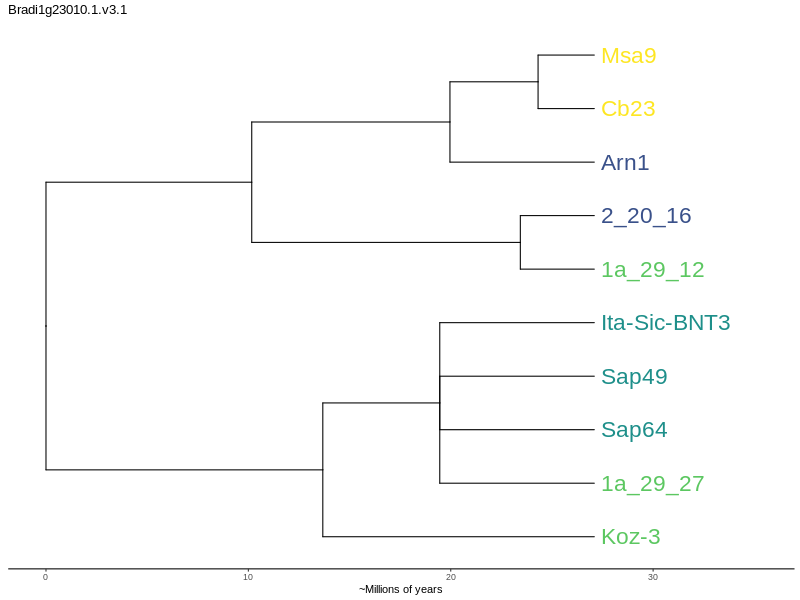 Bradi1g23010.1.v3.1
Msa9
Cb23
Arn1
2_20_16
1a_29_12
Ita-Sic-BNT3
Sap49
Sap64
1a_29_27
Koz-3
0 10 20 30
~Millions of years